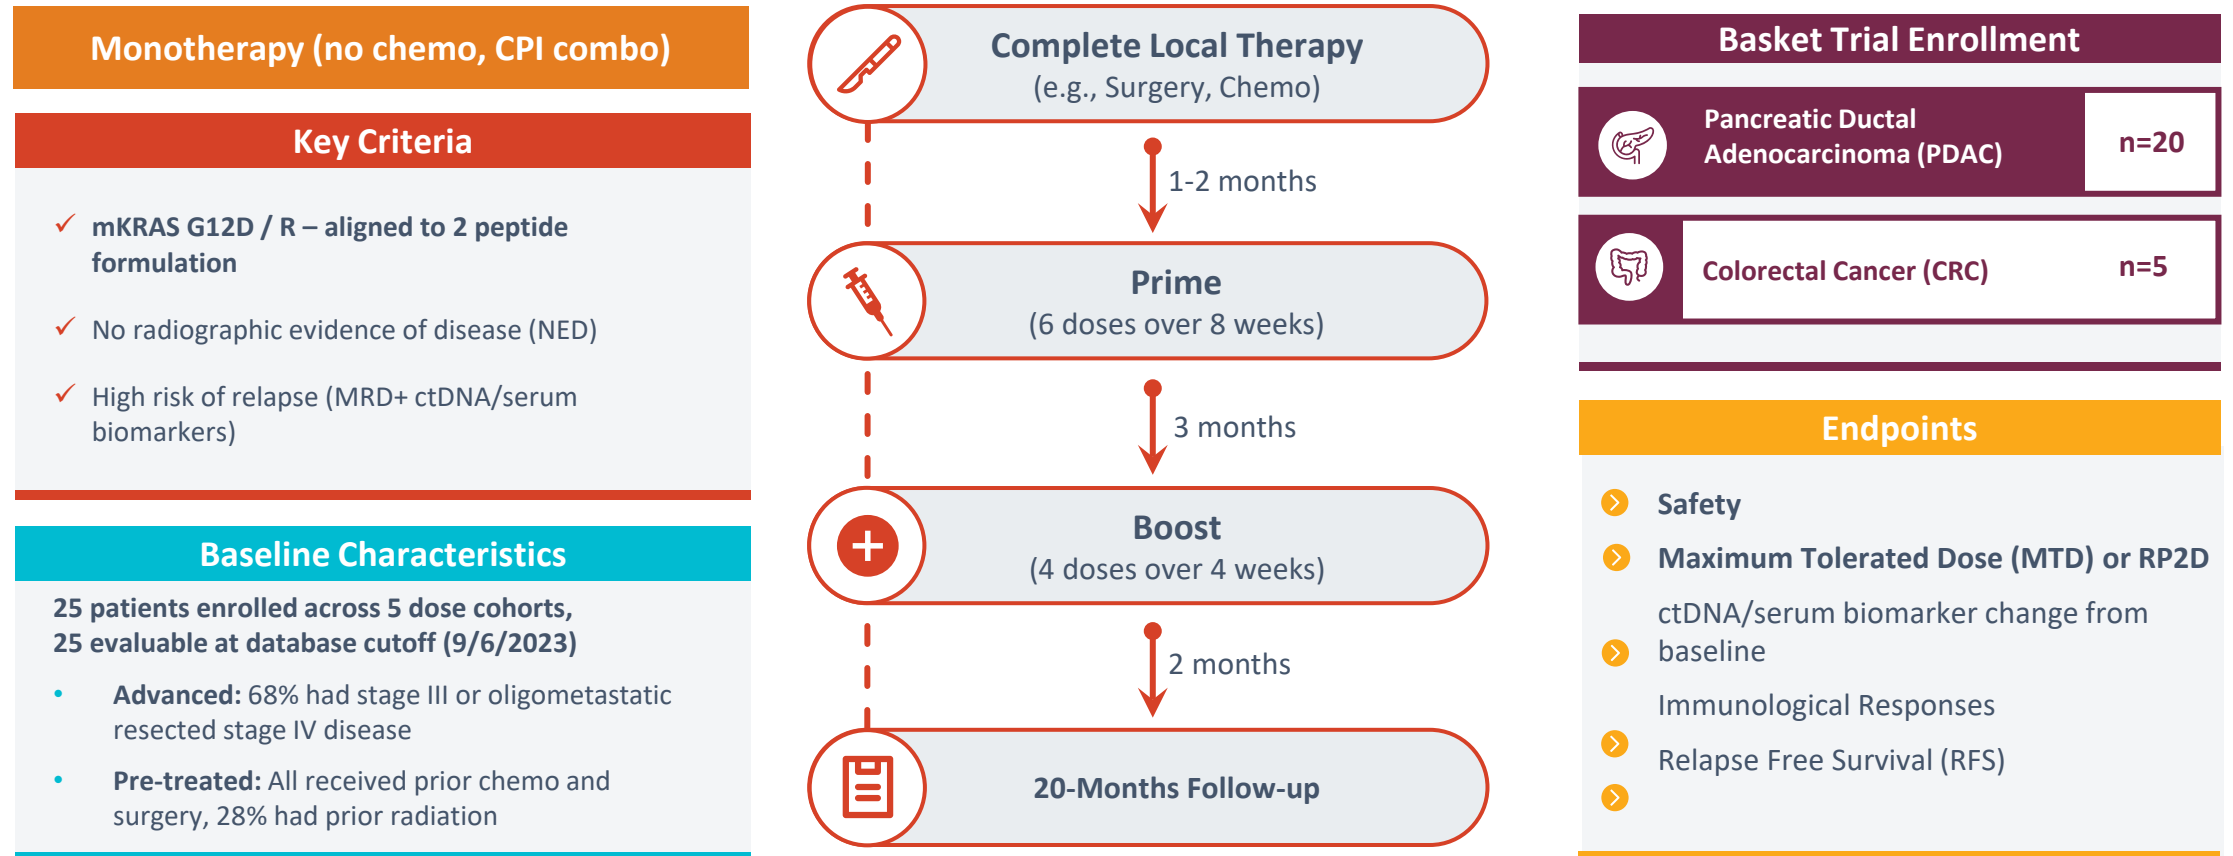 Monotherapy (no chemo, CPI combo)
Key Criteria
✓ mKRAS G12D / R – aligned to 2 peptide
formulation
✓ No radiographic evidence of disease (NED)
✓ High risk of relapse (MRD+ ctDNA/serum
biomarkers)
Baseline Characteristics
25 patients enrolled across 5 dose cohorts,
25 evaluable at database cutoff (9/6/2023)
• Advanced: 68% had stage III or oligometastatic
resected stage IV disease
• Pre-treated: All received prior chemo and
surgery, 28% had prior radiation
Complete Local Therapy
(e.g., Surgery, Chemo)
1-2 months
Prime
(6 doses over 8 weeks)
3 months
Boost
(4 doses over 4 weeks)
2 months
20-Months Follow-up
Basket Trial Enrollment
Pancreatic Ductal
Adenocarcinoma (PDAC)
n=20
Colorectal Cancer (CRC)
n=5
Endpoints
Safety
Maximum Tolerated Dose (MTD) or RP2D
ctDNA/serum biomarker change from
baseline
Immunological Responses
Relapse Free Survival (RFS)